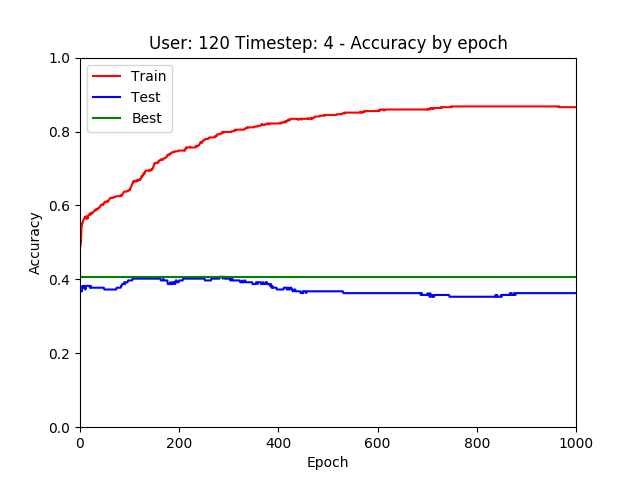 User: 120 Timestep: 4 - Accuracy by epoch
Train
Test
Best
1.0
0.8
0.6
0.4
0.2
0.0
Accuracy
0 200 400 600 800 1000
Epoch